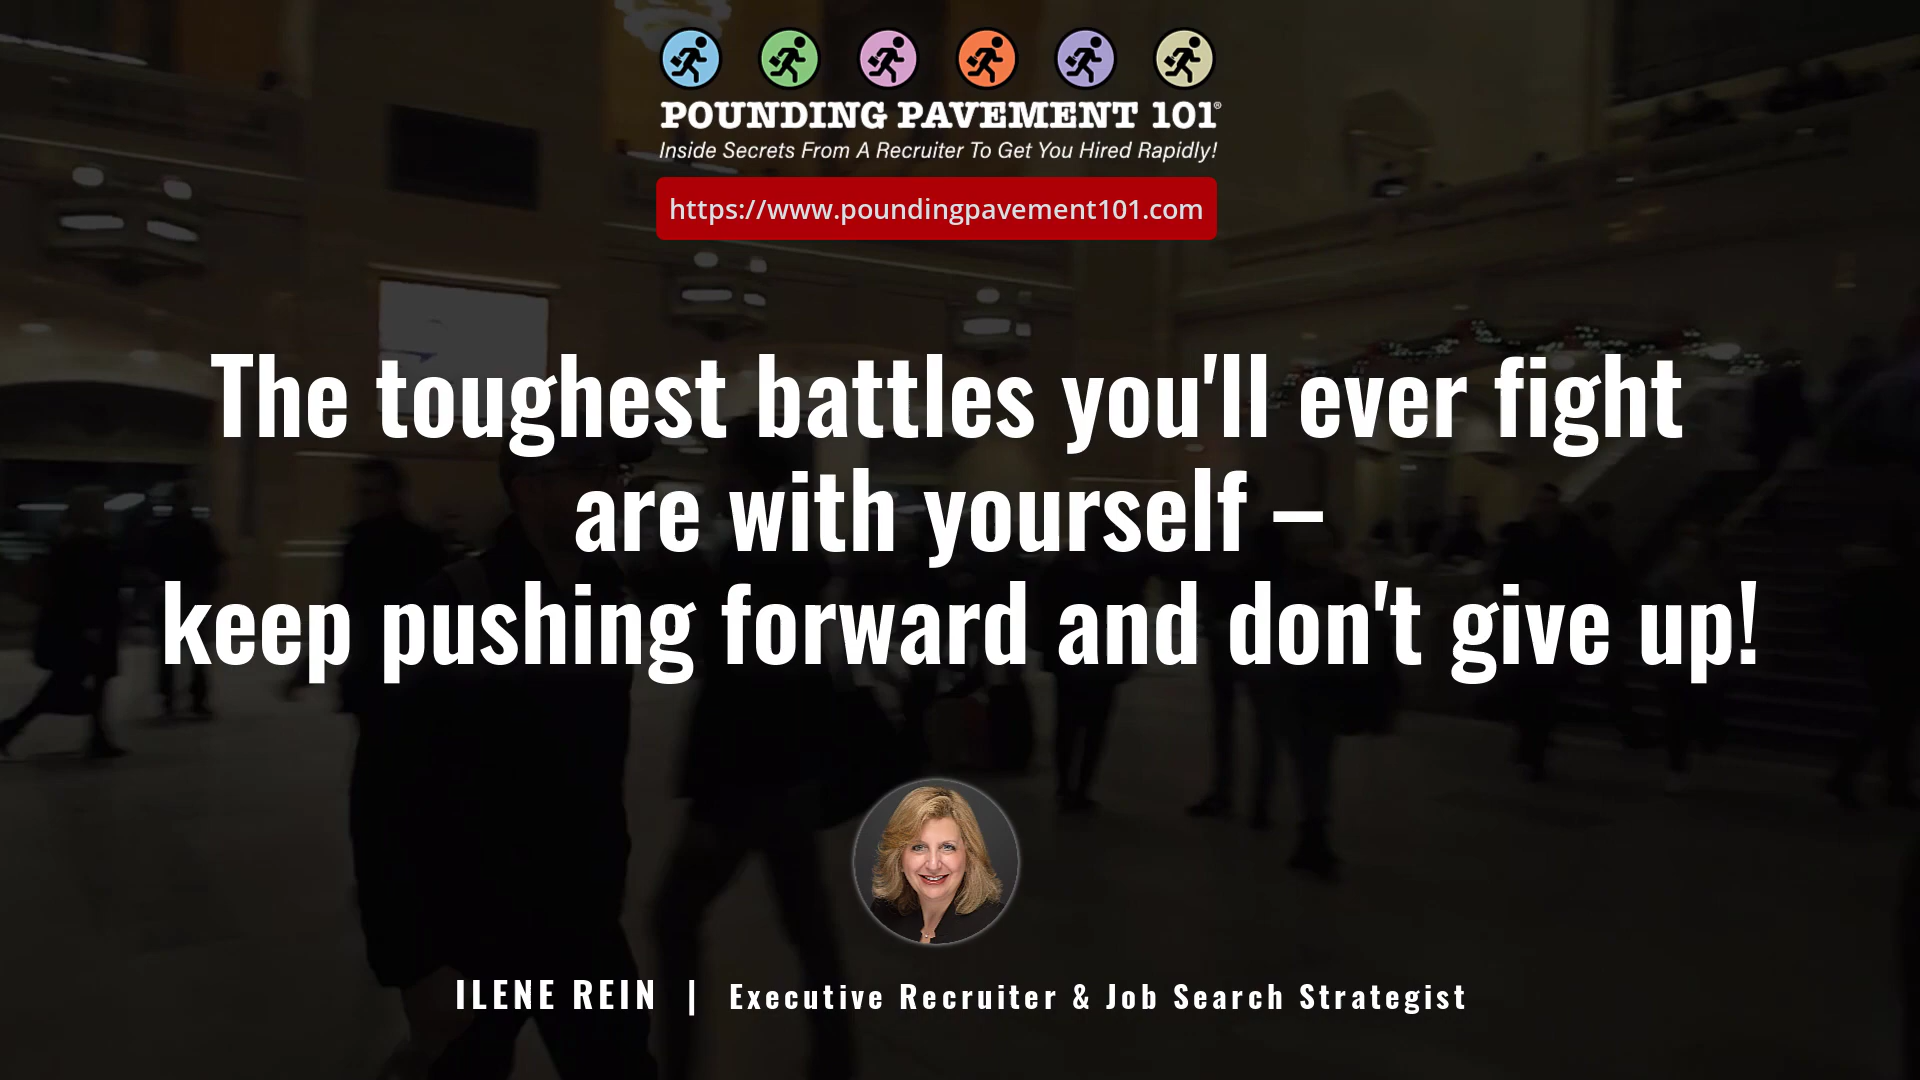 POUNDING PAVEMENT 101®
Inside Secrets From A Recruiter To Get You Hired Rapidly!
https://www.poundingpavement101.com
The toughest battles you'll ever fight
are with yourself –
keep pushing forward and don't give up!
ILENE REIN | Executive Recruiter & Job Search Strategist